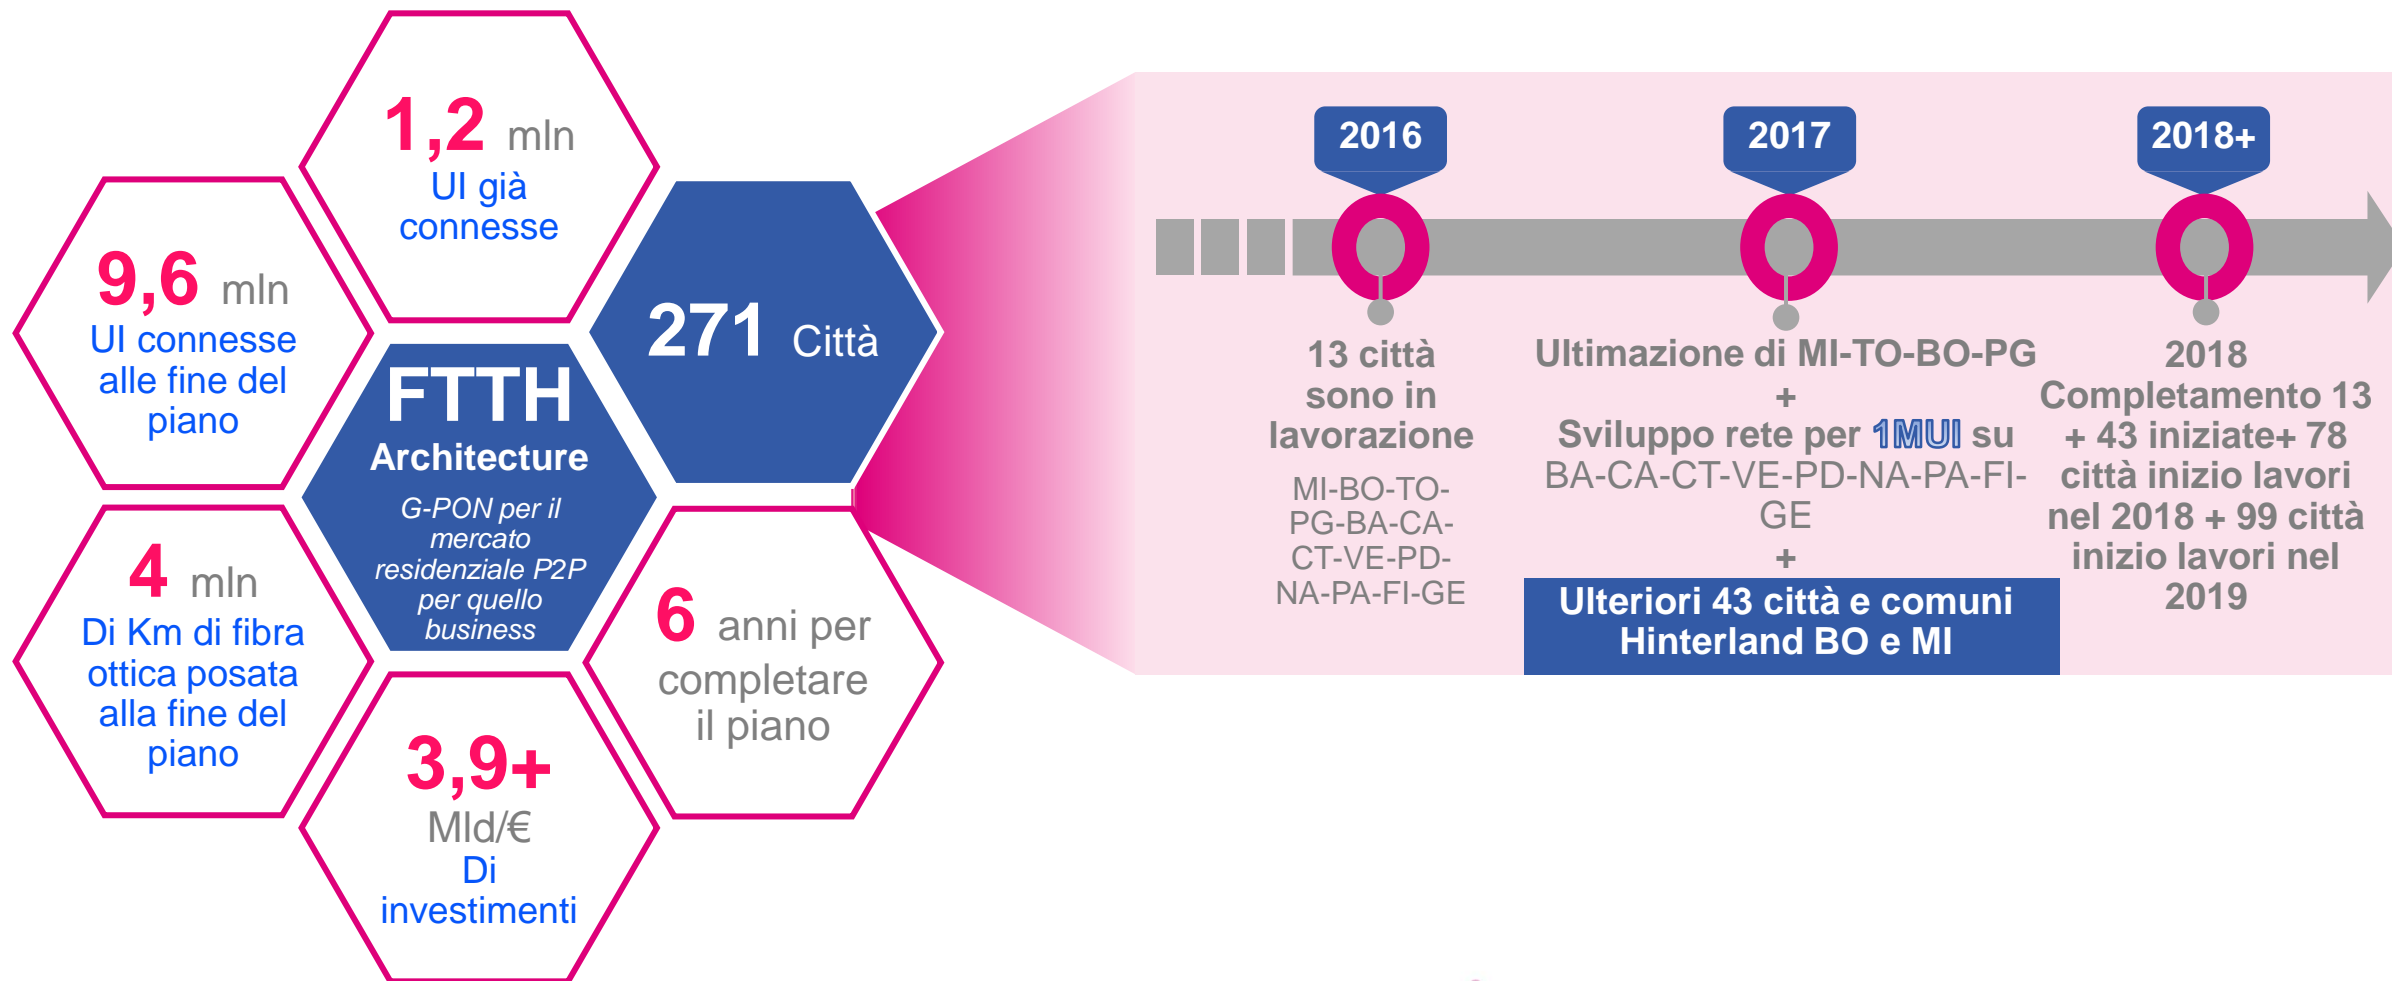 1,2 mln
UI già
connesse
9,6 mln
UI connesse
alle fine del
piano
271 Città
FTTH
Architecture
G-PON per il
mercato
residenziale P2P
per quello
business
4 mln
Di Km di fibra
ottica posata
alla fine del
piano
6 anni per
completare
il piano
3,9+
Mld/€
Di
investimenti
2016
13 città
sono in
lavorazione
MI-BO-TO-
PG-BA-CA-
CT-VE-PD-
NA-PA-FI-GE
2017
Ultimazione di MI-TO-BO-PG
+
Sviluppo rete per 1MUI su
BA-CA-CT-VE-PD-NA-PA-FI-
GE
+
Ulteriori 43 città e comuni
Hinterland BO e MI
2018+
2018
Completamento 13
+ 43 iniziate+ 78
città inizio lavori
nel 2018 + 99 città
inizio lavori nel
2019